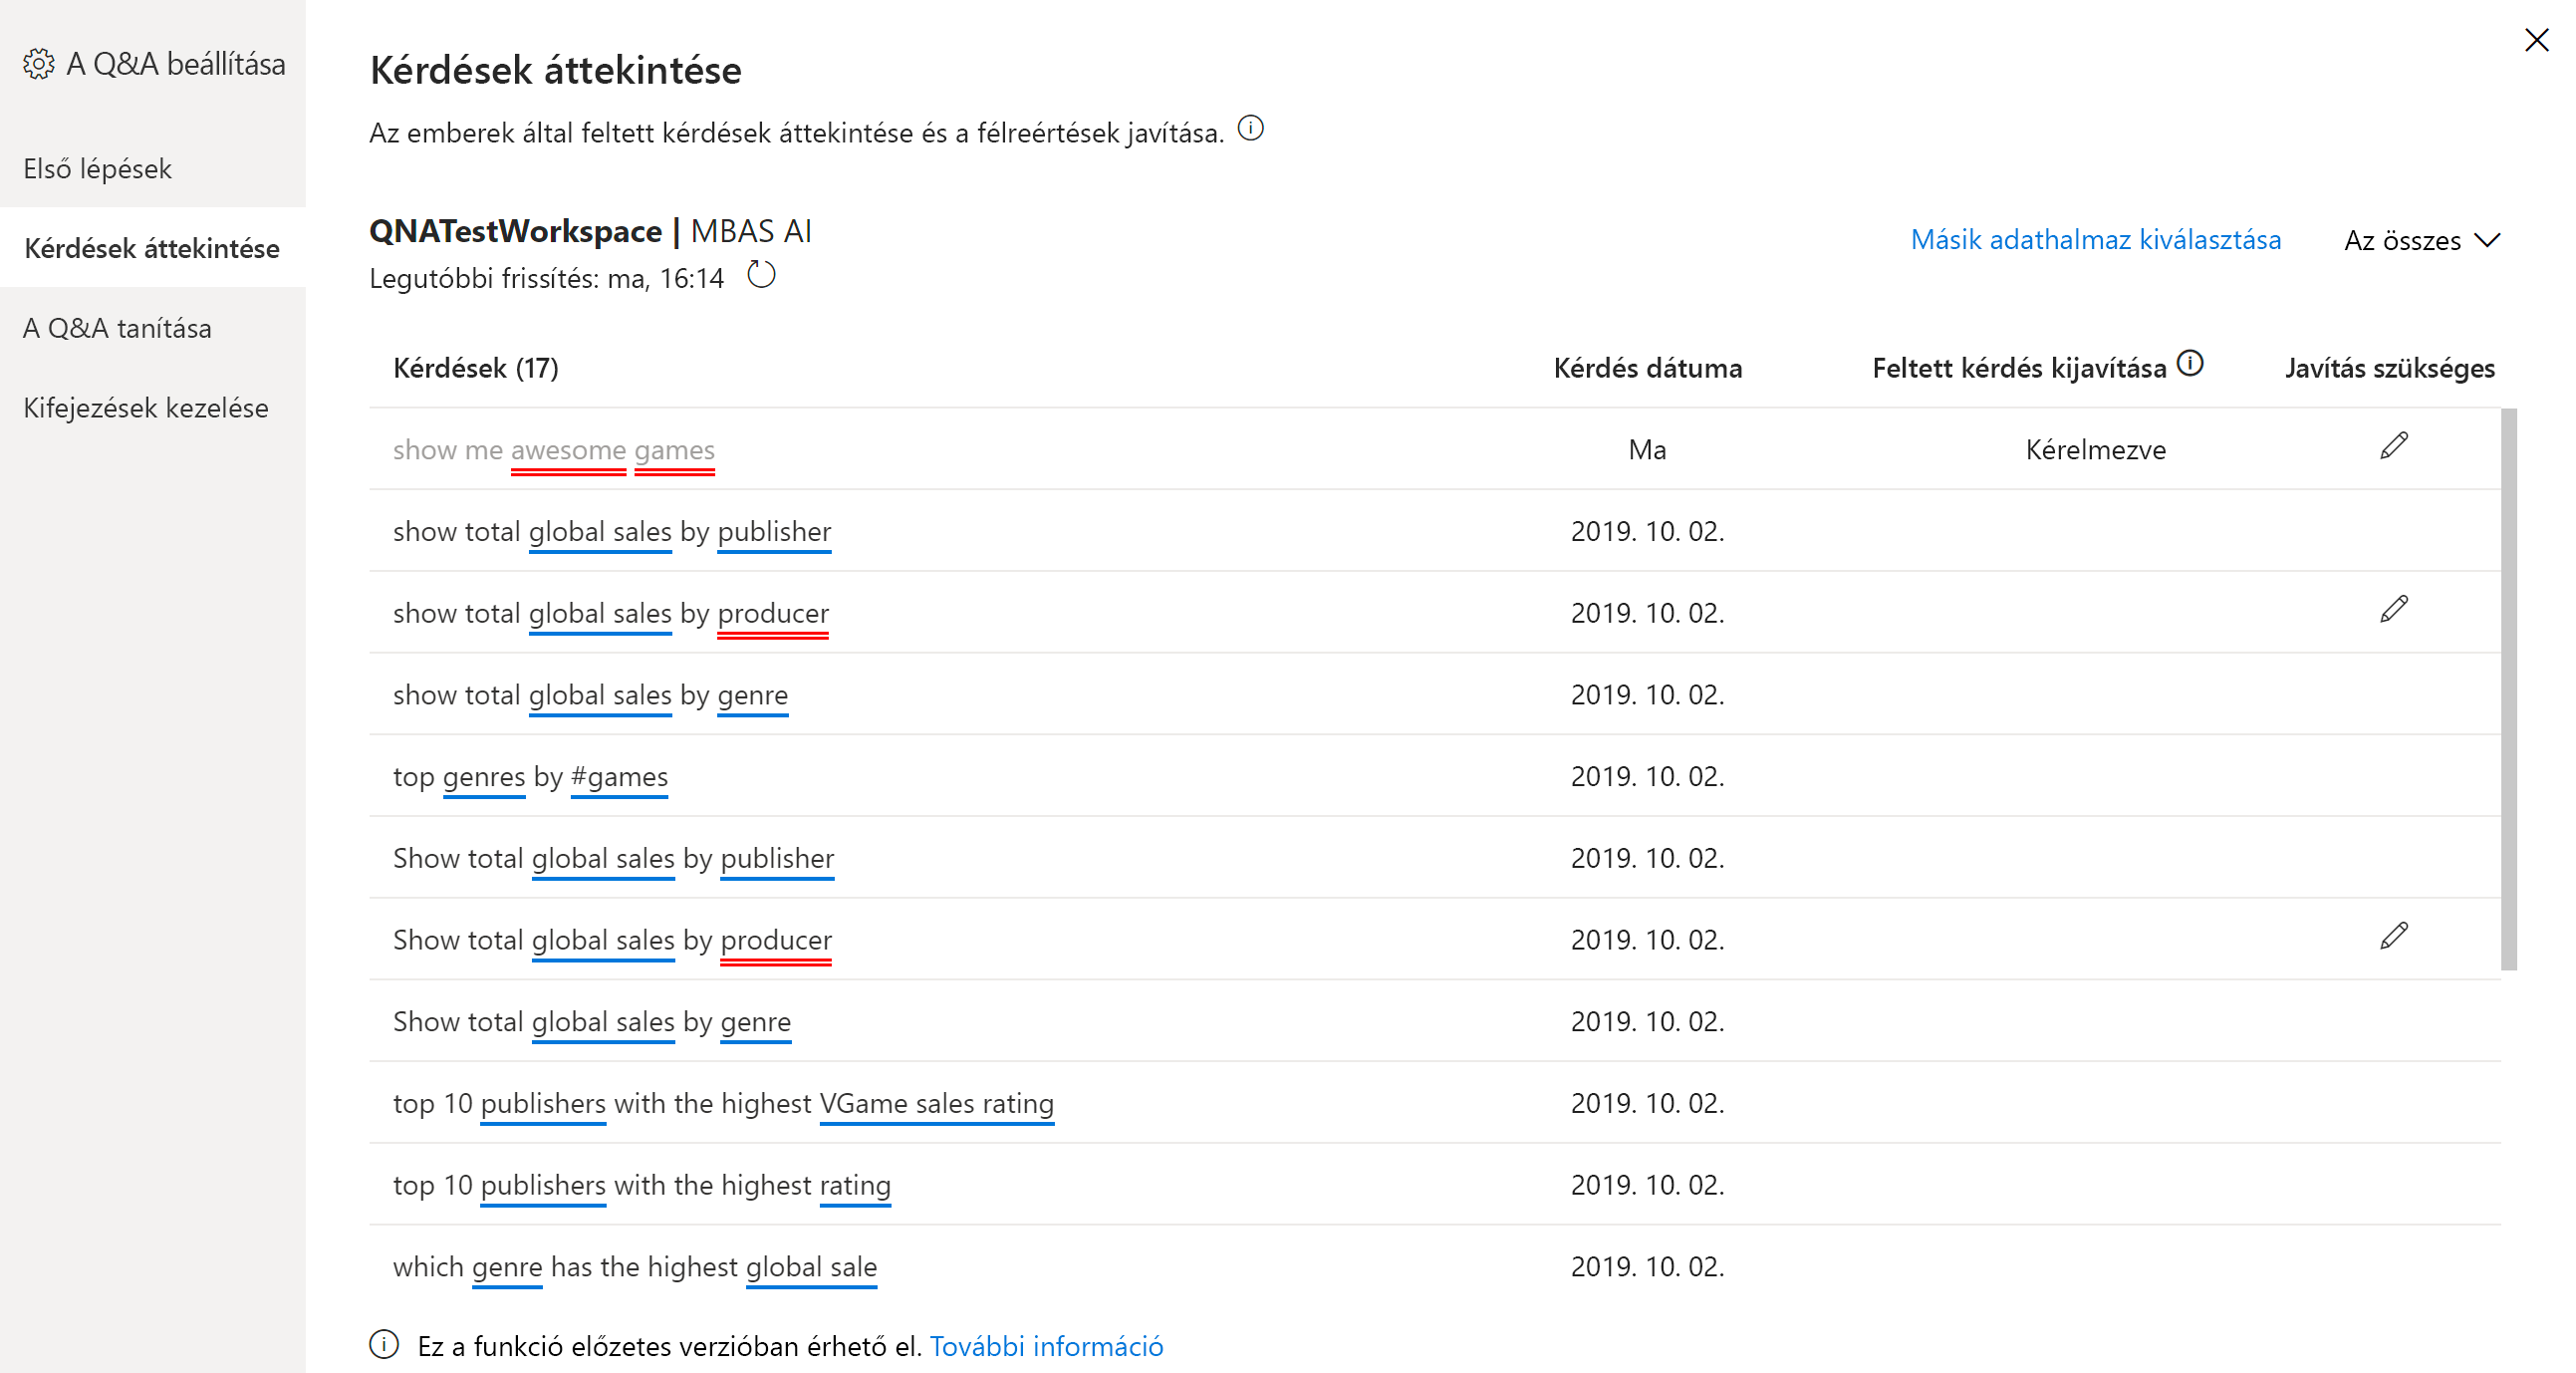 A Q&A beállítása
Első lépések
Kérdések áttekintése
A Q&A tanítása
Kifejezések kezelése
Kérdések áttekintése
Az emberek által feltett kérdések áttekintése és a félreértések javítása.
QNATestWorkspace | MBAS AI
Legutóbbi frissítés: ma, 16:14
Másik adathalmaz kiválasztása Az összes
Kérdések (17) Kérdés dátuma Feltett kérdés kijavítása Javítás szükséges
show me awesome games Ma Kérelmezve
show total global sales by publisher 2019. 10. 02.
show total global sales by producer 2019. 10. 02.
show total global sales by genre 2019. 10. 02.
top genres by #games 2019. 10. 02.
Show total global sales by publisher 2019. 10. 02.
Show total global sales by producer 2019. 10. 02.
Show total global sales by genre 2019. 10. 02.
top 10 publishers with the highest VGame sales rating 2019. 10. 02.
top 10 publishers with the highest rating 2019. 10. 02.
which genre has the highest global sale 2019. 10. 02.
Ez a funkció előzetes verzióban érhető el. További információ